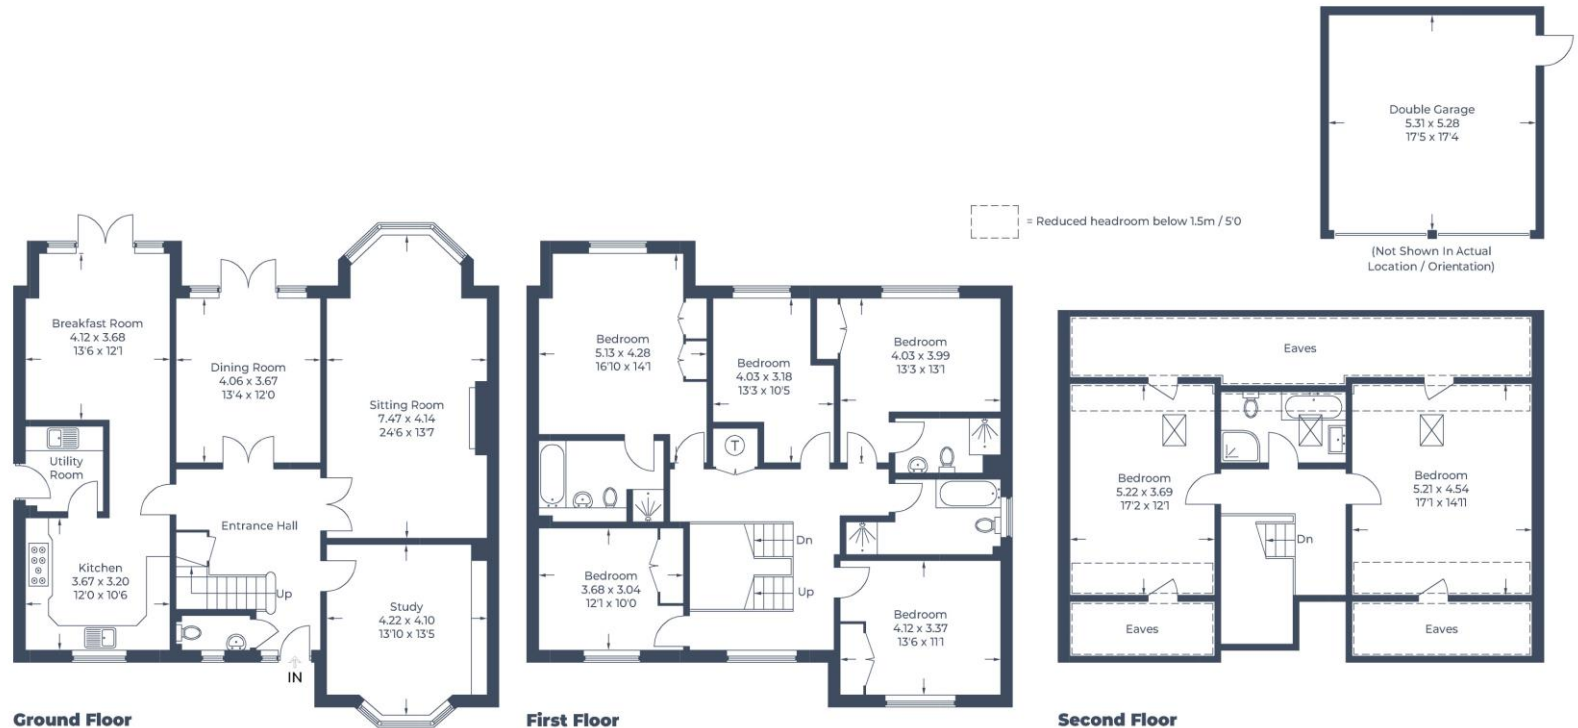 Double Garage
5.31 x 5.28
17'5 x 17'4
(Not Shown In Actual
Location / Orientation)
= Reduced headroom below 1.5m / 5'0
Breakfast Room
4.12 x 3.68
13'6 x 12'1
Dining Room
4.06 x 3.67
13'4 x 12'0
Sitting Room
7.47 x 4.14
24'6 x 13'7
Utility
Room
Entrance Hall
Kitchen
3.67 x 3.20
12'0 x 10'6
Up
Study
4.22 x 4.10
13'10 x 13'5
IN
Ground Floor
Bedroom
5.13 x 4.28
16'10 x 14'1
Bedroom
4.03 x 3.18
13'3 x 10'5
Bedroom
4.03 x 3.99
13'3 x 13'1
T
Dn
Bedroom
3.68 x 3.04
12'1 x 10'0
Up
Bedroom
4.12 x 3.37
13'6 x 11'1
First Floor
Eaves
Bedroom
5.22 x 3.69
17'2 x 12'1
Bedroom
5.21 x 4.54
17'1 x 14'11
Dn
Eaves
Eaves
Second Floor